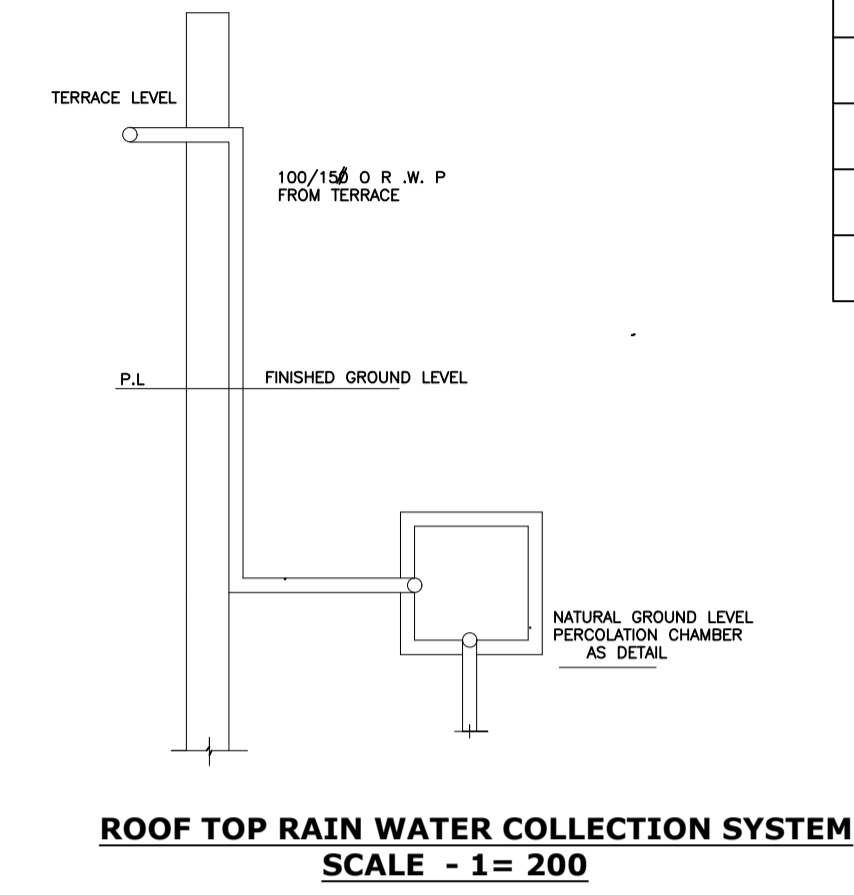 TERRACE LEVEL
100/150 O R .W. P
FROM TERRACE
P.L
FINISHED GROUND LEVEL
NATURAL GROUND LEVEL
PERCOLATION CHAMBER
AS DETAIL
ROOF TOP RAIN WATER COLLECTION SYSTEM
SCALE - 1= 200